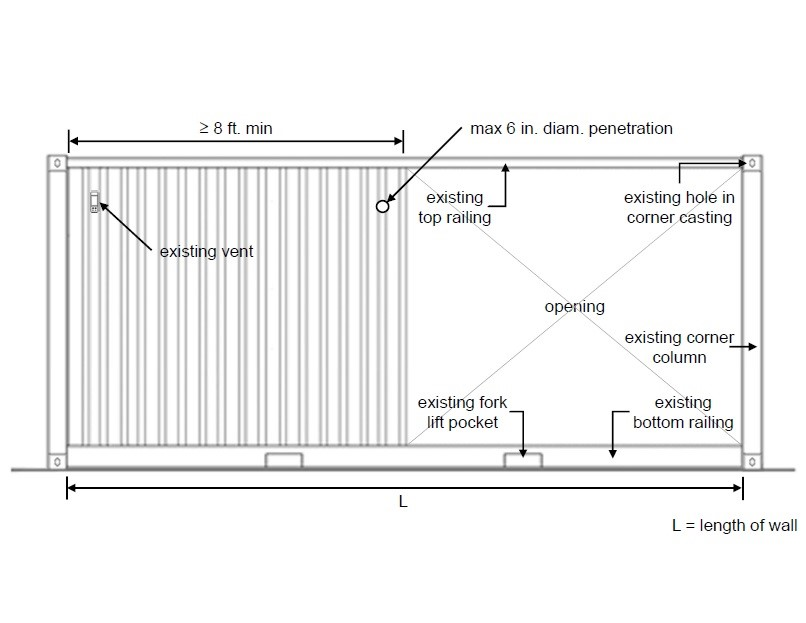 ≥ 8 ft. min
max 6 in. diam. penetration
existing
top railing
existing hole in
corner casting
existing vent
opening
existing corner
column
existing fork
lift pocket
existing
bottom railing
L
L = length of wall